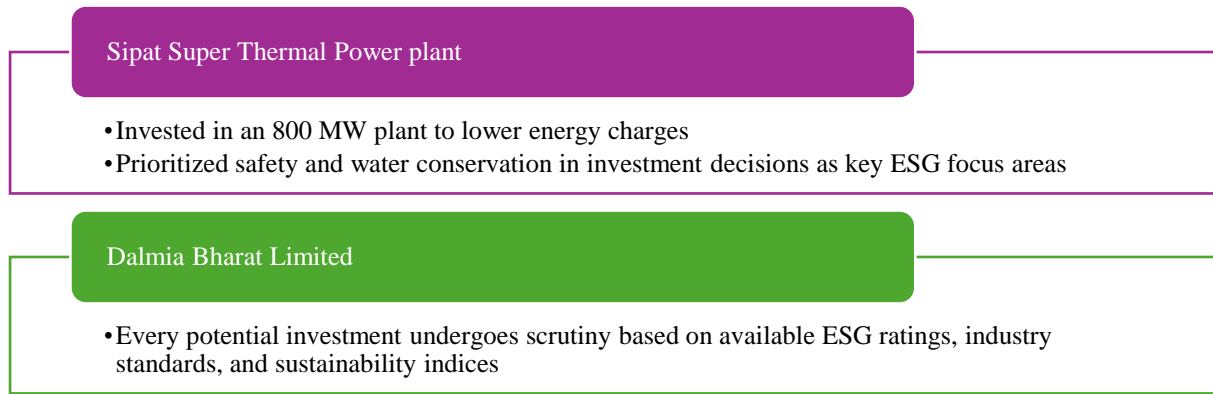 Sipat Super Thermal Power plant
•Invested in an 800 MW plant to lower energy charges
•Prioritized safety and water conservation in investment decisions as key ESG focus areas
Dalmia Bharat Limited
•Every potential investment undergoes scrutiny based on available ESG ratings, industry
standards, and sustainability indices